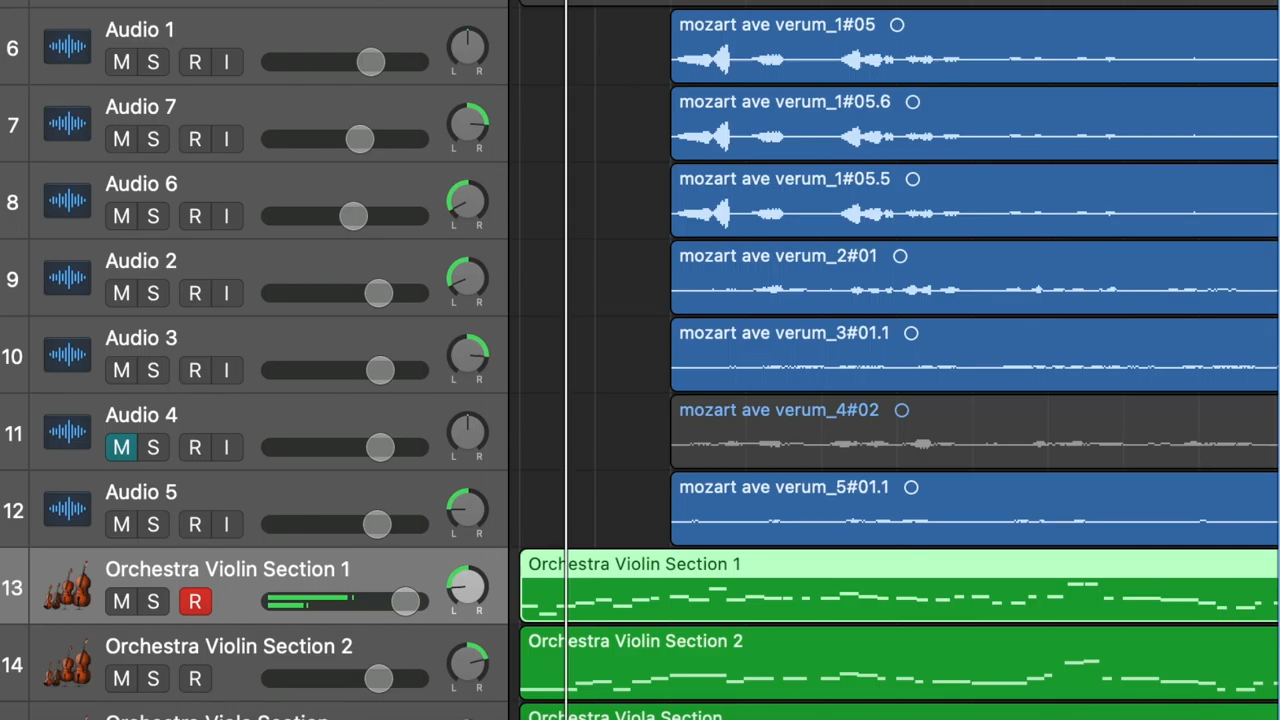 6 Audio 1 mozart ave verum_1#05
M S R I L R
7 Audio 7 mozart ave verum_1#05.6
M S R I L R
8 Audio 6 mozart ave verum_1#05.5
M S R I L R
9 Audio 2 mozart ave verum_2#01
M S R I L R
10 Audio 3 mozart ave verum_3#01.1
M S R I L R
11 Audio 4 mozart ave verum_4#02
M S R I L R
12 Audio 5 mozart ave verum_5#01.1
M S R I L R
13 Orchestra Violin Section 1 Orchestra Violin Section 1
M S R L R
14 Orchestra Violin Section 2 Orchestra Violin Section 2
M S R L R
Orchestra Viola Section Orchestra Viola Section